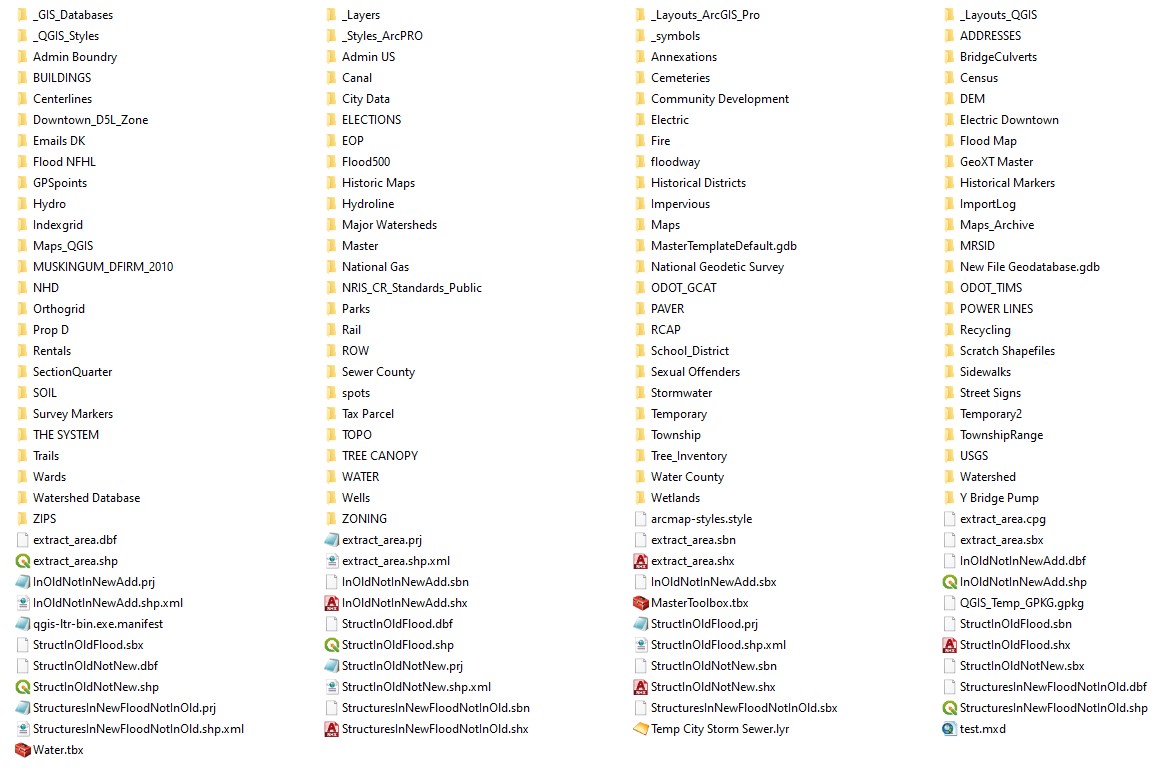 _GIS_Databases _Layers _Layouts_ArcGIS_Pro _Layouts_QGIS
_QGIS_Styles _Styles_ArcPRO _symbols ADDRESSES
Admin Boundry Admin US Annexations BridgeCulverts
BUILDINGS Canal Cemeteries Census
Centerlines City Data Community Development DEM
Downtown_D5L_Zone ELECTIONS Electric Electric Downtown
Emails DK EOP Fire Flood Map
Flood NFHL Flood500 floodway GeoXT Master
GPSpoints Historic Maps Historical Districts Historical Markers
Hydro Hydroline Impervious ImportLog
Indexgrid Major Watersheds Maps Maps_Archive
Maps_QGIS Master MasterTemplateDefault.gdb MRSID
MUSKINGUM_DFIRM_2010 National Gas National Geodetic Survey New File Geodatabase.gdb
NHD NRIS_CR_Standards_Public ODOT_GCAT ODOT_TIMS
Orthogrid Parks PAVER POWER LINES
Prop D Rail RCAP Recycling
Rentals ROW School_District Scratch Shapefiles
SectionQuarter Sewer County Sexual Offenders Sidewalks
SOIL spots Stormwater Street Signs
Survey Markers Tax Parcel Temporary Temporary2
THE SYSTEM TOPO Township TownshipRange
Trails TREE CANOPY Tree_Inventory USGS
Wards WATER Water County Watershed
Watershed Database Wells Wetlands Y Bridge Pump
ZIPS ZONING arcmap-styles.style extract_area.cpg
extract_area.dbf extract_area.prj extract_area.sbn extract_area.sbx
extract_area.shp extract_area.shp.xml extract_area.shx InOldNotInNewAdd.dbf
InOldNotInNewAdd.prj InOldNotInNewAdd.sbn InOldNotInNewAdd.sbx InOldNotInNewAdd.shp
InOldNotInNewAdd.shp.xml InOldNotInNewAdd.shx MasterToolbox.tbx QGIS_Temp_GPKG.gpkg
qgis-ltr-bin.exe.manifest StructInOldFlood.dbf StructInOldFlood.prj StructInOldFlood.sbn
StructInOldFlood.sbx StructInOldFlood.shp StructInOldFlood.shp.xml StructInOldFlood.shx
StructInOldNotNew.dbf StructInOldNotNew.prj StructInOldNotNew.sbn StructInOldNotNew.sbx
StructInOldNotNew.shp StructInOldNotNew.shp.xml StructInOldNotNew.shx StructuresInNewFloodNotInOld.dbf
StructuresInNewFloodNotInOld.prj StructuresInNewFloodNotInOld.sbn StructuresInNewFloodNotInOld.sbx StructuresInNewFloodNotInOld.shp
StructuresInNewFloodNotInOld.shp.xml StructuresInNewFloodNotInOld.shx Temp City Storm Sewer.lyr test.mxd
Water.tbx